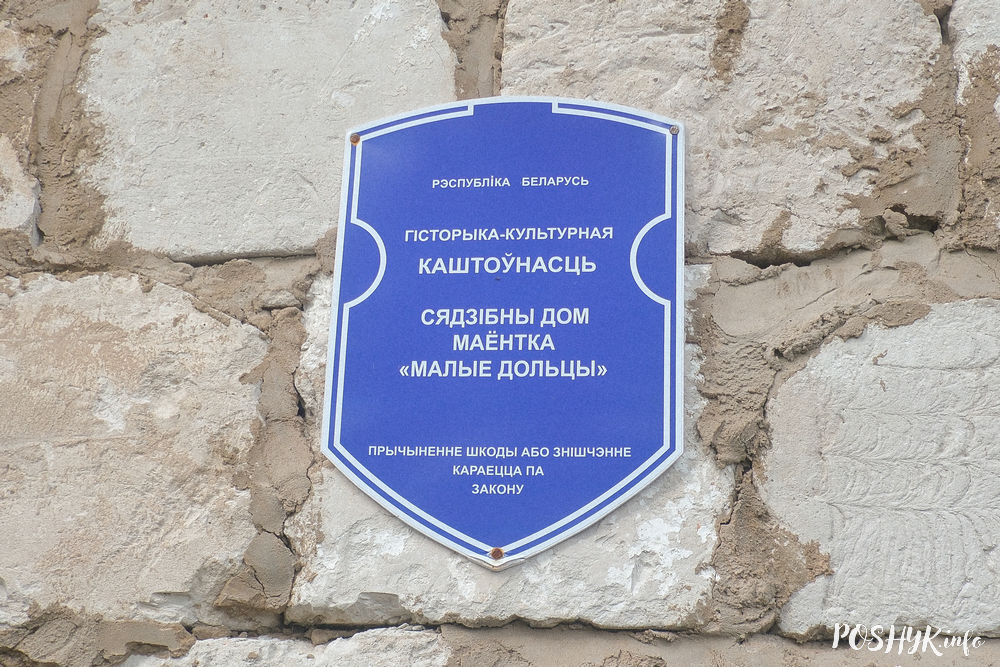 РЭСПУБЛІКА БЕЛАРУСЬ
ГІСТОРЫКА-КУЛЬТУРНАЯ
КАШТОЎНАСЦЬ
СЯДЗІБНЫ ДОМ
МАЁНТКА
«МАЛЫЕ ДОЛЬЦЫ»
ПРЫЧЫНЕННЕ ШКОДЫ АБО ЗНІШЧЭННЕ
КАРАЕЦЦА ПА
ЗАКОНУ
POSHYK.info